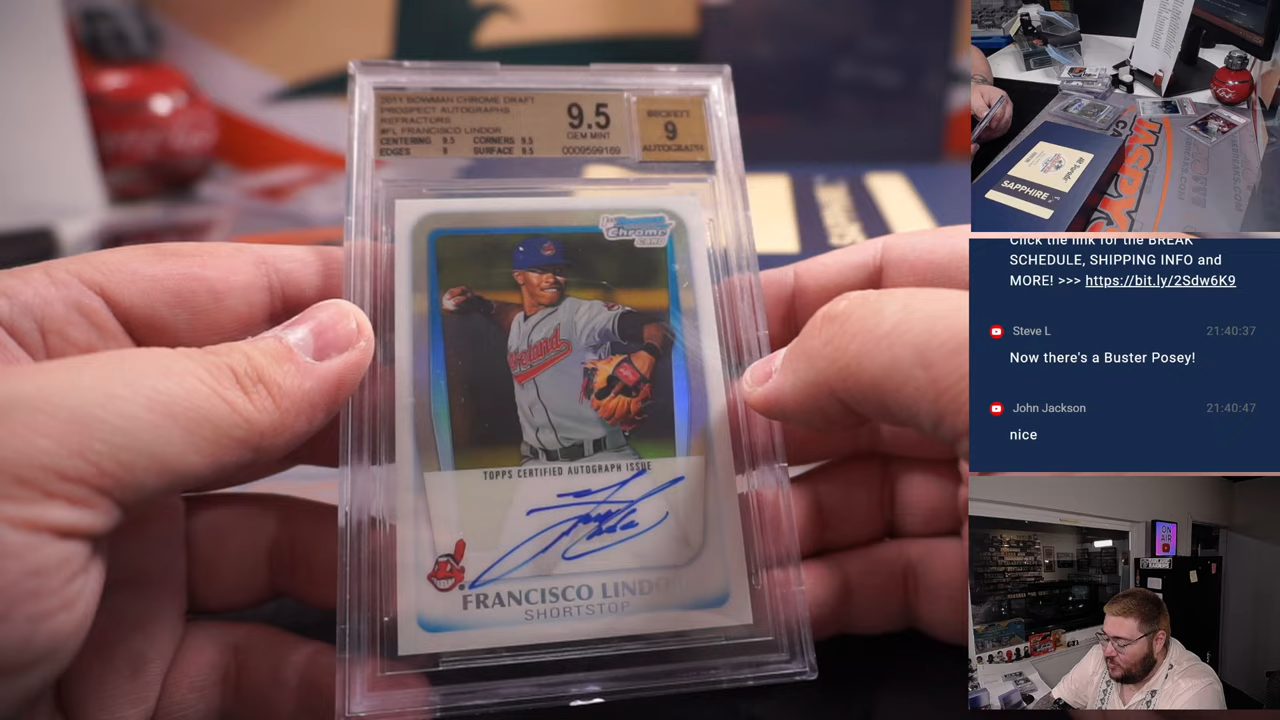 2011 BOWMAN CHROME DRAFT
PROSPECT AUTOGRAPHS
REFRACTORS
#FL FRANCISCO LINDOR
CENTERING 9.5 CORNERS 9.5
EDGES 9 SURFACE 9.5
9.5
GEM MINT
0009599169
BECKETT
9
AUTOGRAPH
Bowman
Chrome
CARD
TOPPS CERTIFIED AUTOGRAPH ISSUE
FRANCISCO LINDOR
SHORTSTOP
SAPPHIRE
Click the link for the BREAK
SCHEDULE, SHIPPING INFO and
MORE! >>> https://bit.ly/2Sdw6K9
Steve L 21:40:37
Now there's a Buster Posey!
John Jackson 21:40:47
nice
ON
AIR